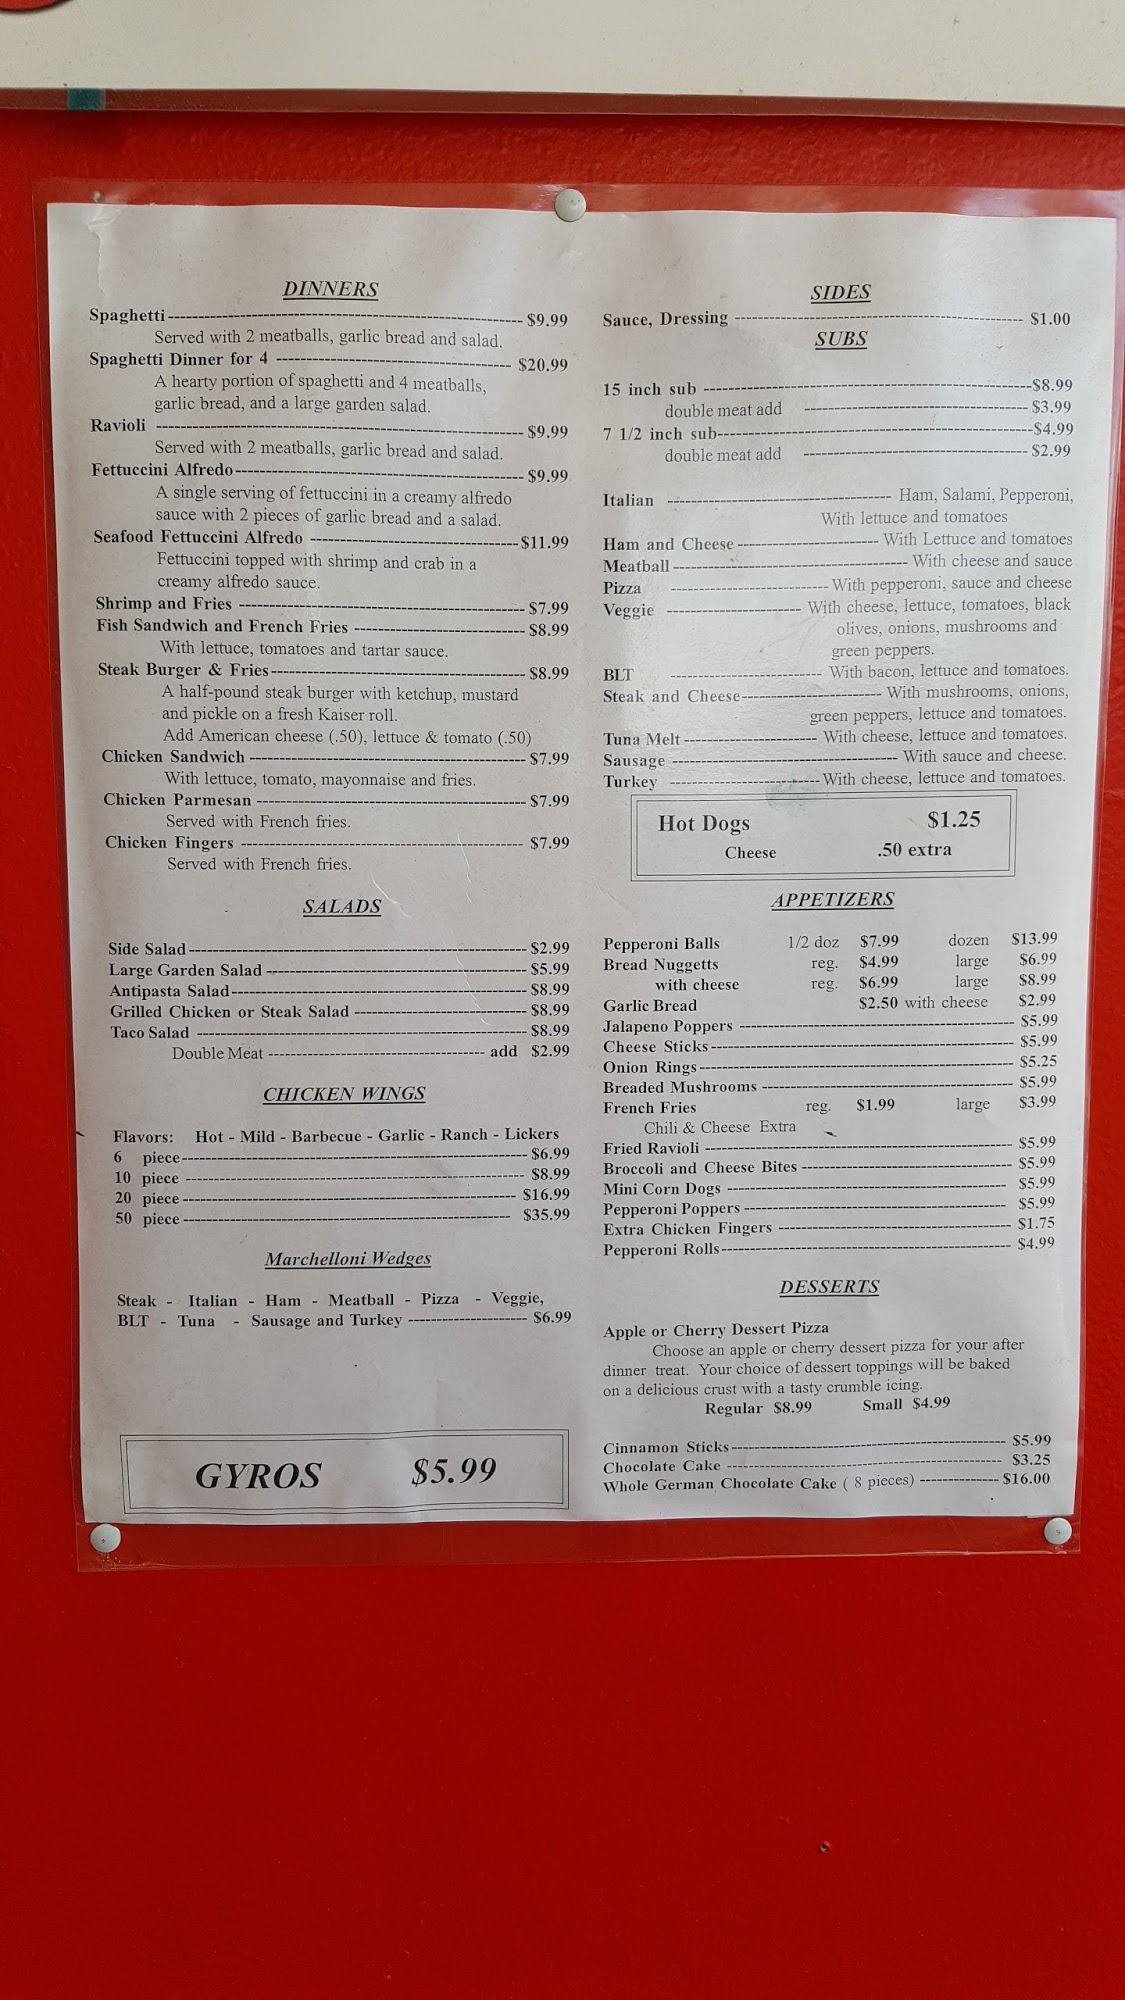 DINNERS
Spaghetti $9.99
Served with 2 meatballs, garlic bread and salad.
Spaghetti Dinner for 4 $20.99
A hearty portion of spaghetti and 4 meatballs,
garlic bread, and a large garden salad.
Ravioli $9.99
Served with 2 meatballs, garlic bread and salad.
Fettuccini Alfredo $9.99
A single serving of fettuccini in a creamy alfredo
sauce with 2 pieces of garlic bread and a salad.
Seafood Fettuccini Alfredo $11.99
Fettuccini topped with shrimp and crab in a
creamy alfredo sauce.
Shrimp and Fries $7.99
Fish Sandwich and French Fries $8.99
With lettuce, tomatoes and tartar sauce.
Steak Burger & Fries $8.99
A half-pound steak burger with ketchup, mustard
and pickle on a fresh Kaiser roll.
Add American cheese (.50), lettuce & tomato (.50)
Chicken Sandwich $7.99
With lettuce, tomato, mayonnaise and fries.
Chicken Parmesan $7.99
Served with French fries.
Chicken Fingers $7.99
Served with French fries.
SALADS
Side Salad $2.99
Large Garden Salad $5.99
Antipasta Salad $8.99
Grilled Chicken or Steak Salad $8.99
Taco Salad $8.99
Double Meat add $2.99
CHICKEN WINGS
Flavors: Hot - Mild - Barbecue - Garlic - Ranch - Lickers
6 piece $6.99
10 piece $8.99
20 piece $16.99
50 piece $35.99
Marchelloni Wedges
Steak - Italian - Ham - Meatball - Pizza - Veggie,
BLT - Tuna - Sausage and Turkey $6.99
GYROS $5.99
SIDES
Sauce, Dressing $1.00
SUBS
15 inch sub $8.99
double meat add $3.99
7 1/2 inch sub $4.99
double meat add $2.99
Italian Ham, Salami, Pepperoni,
With lettuce and tomatoes
Ham and Cheese With Lettuce and tomatoes
Meatball With cheese and sauce
Pizza With pepperoni, sauce and cheese
Veggie With cheese, lettuce, tomatoes, black
olives, onions, mushrooms and
green peppers.
BLT With bacon, lettuce and tomatoes.
Steak and Cheese With mushrooms, onions,
green peppers, lettuce and tomatoes.
Tuna Melt With cheese, lettuce and tomatoes.
Sausage With sauce and cheese.
Turkey With cheese, lettuce and tomatoes.
Hot Dogs $1.25
Cheese .50 extra
APPETIZERS
Pepperoni Balls 1/2 doz $7.99 dozen $13.99
Bread Nuggetts reg. $4.99 large $6.99
with cheese reg. $6.99 large $8.99
Garlic Bread $2.50 with cheese $2.99
Jalapeno Poppers $5.99
Cheese Sticks $5.99
Onion Rings $5.25
Breaded Mushrooms $5.99
French Fries reg. $1.99 large $3.99
Chili & Cheese Extra
Fried Ravioli $5.99
Broccoli and Cheese Bites $5.99
Mini Corn Dogs $5.99
Pepperoni Poppers $5.99
Extra Chicken Fingers $1.75
Pepperoni Rolls $4.99
DESSERTS
Apple or Cherry Dessert Pizza
Choose an apple or cherry dessert pizza for your after
dinner treat. Your choice of dessert toppings will be baked
on a delicious crust with a tasty crumble icing.
Regular $8.99 Small $4.99
Cinnamon Sticks $5.99
Chocolate Cake $3.25
Whole German Chocolate Cake ( 8 pieces) $16.00